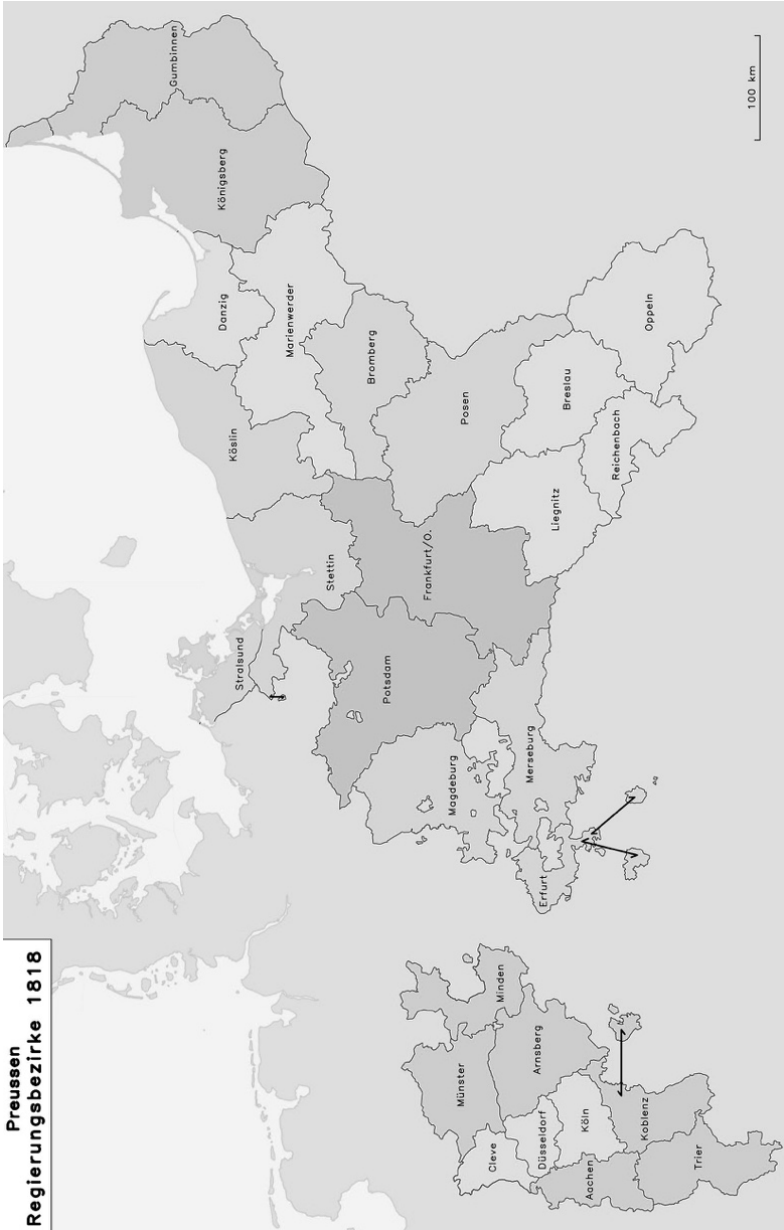 Preussen
Regierungsbezirke 1818
Gumbinnen
Königsberg
Danzig
Marienwerder
Köslin
Bromberg
Stettin
Stralsund
Posen
Frankfurt/O.
Potsdam
Oppeln
Breslau
Reichenbach
Liegnitz
Magdeburg
Merseburg
Erfurt
Minden
Münster
Arnsberg
Cleve
Düsseldorf
Köln
Aachen
Koblenz
Trier
100 km